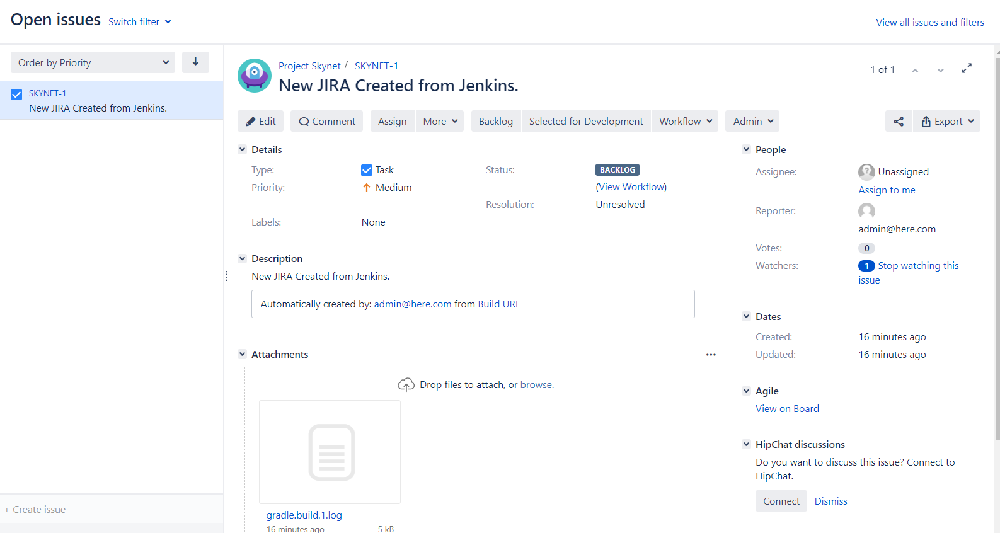 Open issues
Switch filter
View all issues and filters
Order by Priority
SKYNET-1
New JIRA Created from Jenkins.
+ Create issue
Project Skynet / SKYNET-1
New JIRA Created from Jenkins.
1 of 1
Edit
Comment
Assign
More
Backlog
Selected for Development
Workflow
Admin
Export
Details
Type: Task
Priority: Medium
Labels: None
Status: BACKLOG
(View Workflow)
Resolution: Unresolved
Description
New JIRA Created from Jenkins.
Automatically created by: admin@here.com from Build URL
Attachments
Drop files to attach, or browse.
gradle.build.1.log
16 minutes ago 5 kB
People
Assignee: Unassigned
Assign to me
Reporter:
admin@here.com
Votes: 0
Watchers: 1 Stop watching this
issue
Dates
Created: 16 minutes ago
Updated: 16 minutes ago
Agile
View on Board
HipChat discussions
Do you want to discuss this issue? Connect to
HipChat.
Connect
Dismiss